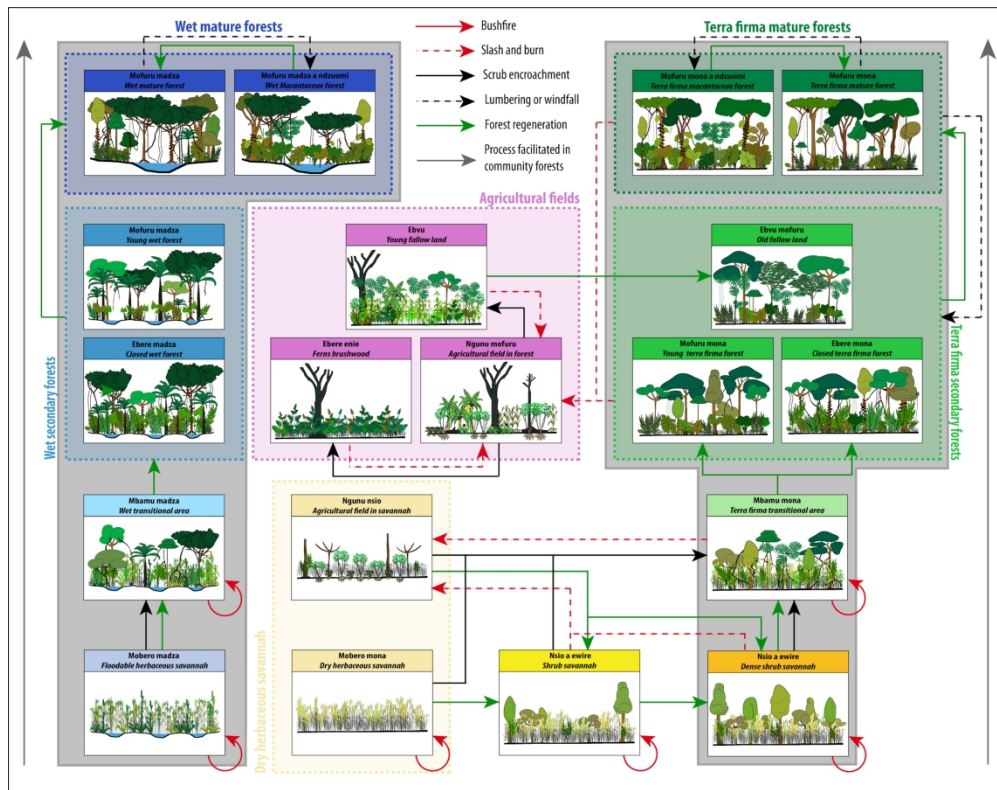 Wet mature forests
Mofuru madza
Wet mature forest
Mofuru madza a ndzuomi
Wet Marantaceae forest
Bushfire
Slash and burn
Scrub encroachment
Lumbering or windfall
Forest regeneration
Process facilitated in
community forests
Terra firma mature forests
Mofuru mona a ndzuomi
Terra firma marantaceae forest
Mofuru mona
Terra firma mature forest
Wet secondary forests
Mofuru madza
Young wet forest
Ebere madza
Closed wet forest
Agricultural fields
Ebvu
Young fallow land
Ebere enie
Ferns brushwood
Ngunu mofuru
Agricultural field in forest
Ebvu mofuru
Old fallow land
Mofuru mona
Young terra firma forest
Ebere mona
Closed terra firma forest
Terra firma secondary forests
Mbamu madza
Wet transitional area
Ngunu nsio
Agricultural field in savannah
Mbamu mona
Terra firma transitional area
Mobero madza
Floodable herbaceous savannah
Dry herbaceous savannah
Mobero mona
Dry herbaceous savannah
Nsio a ewire
Shrub savannah
Nsix a ewire
Dense shrub savannah